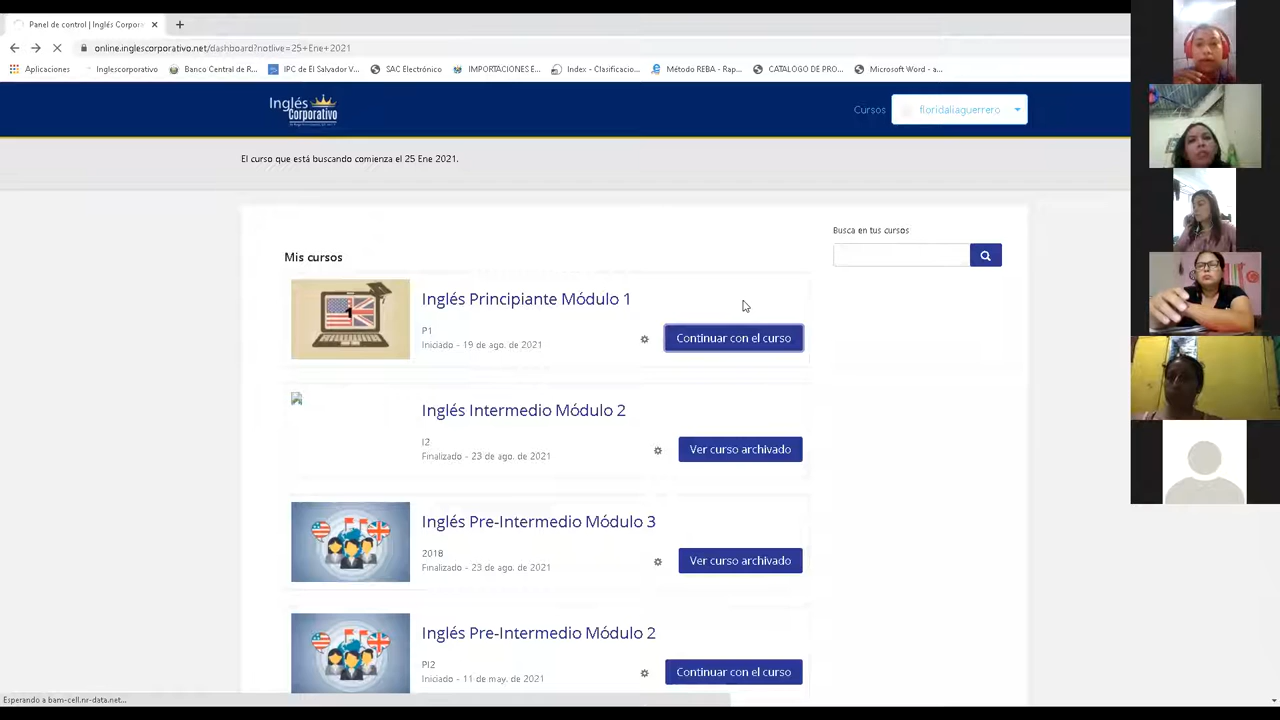 Panel de control | Inglés Corpora
online.inglescorporativo.net/dashboard?notlive=25+Ene+2021
Aplicaciones
Inglescorporativo
Banco Central de R...
IPC de El Salvador V...
SAC Electrónico
IMPORTACIONES E...
Index - Clasificacio...
Método REBA - Rap...
CATALOGO DE PRO...
Microsoft Word - a...
Inglés
Corporativo
Cursos
floridaliaguerrero
El curso que está buscando comienza el 25 Ene 2021.
Mis cursos
Busca en tus cursos
Inglés Principiante Módulo 1
P1
Iniciado - 19 de ago. de 2021
Continuar con el curso
1
Inglés Intermedio Módulo 2
I2
Finalizado - 23 de ago. de 2021
Ver curso archivado
Inglés Pre-Intermedio Módulo 3
2018
Finalizado - 23 de ago. de 2021
Ver curso archivado
Inglés Pre-Intermedio Módulo 2
PI2
Iniciado - 11 de may. de 2021
Continuar con el curso
Esperando a bam-cell.nr-data.net...